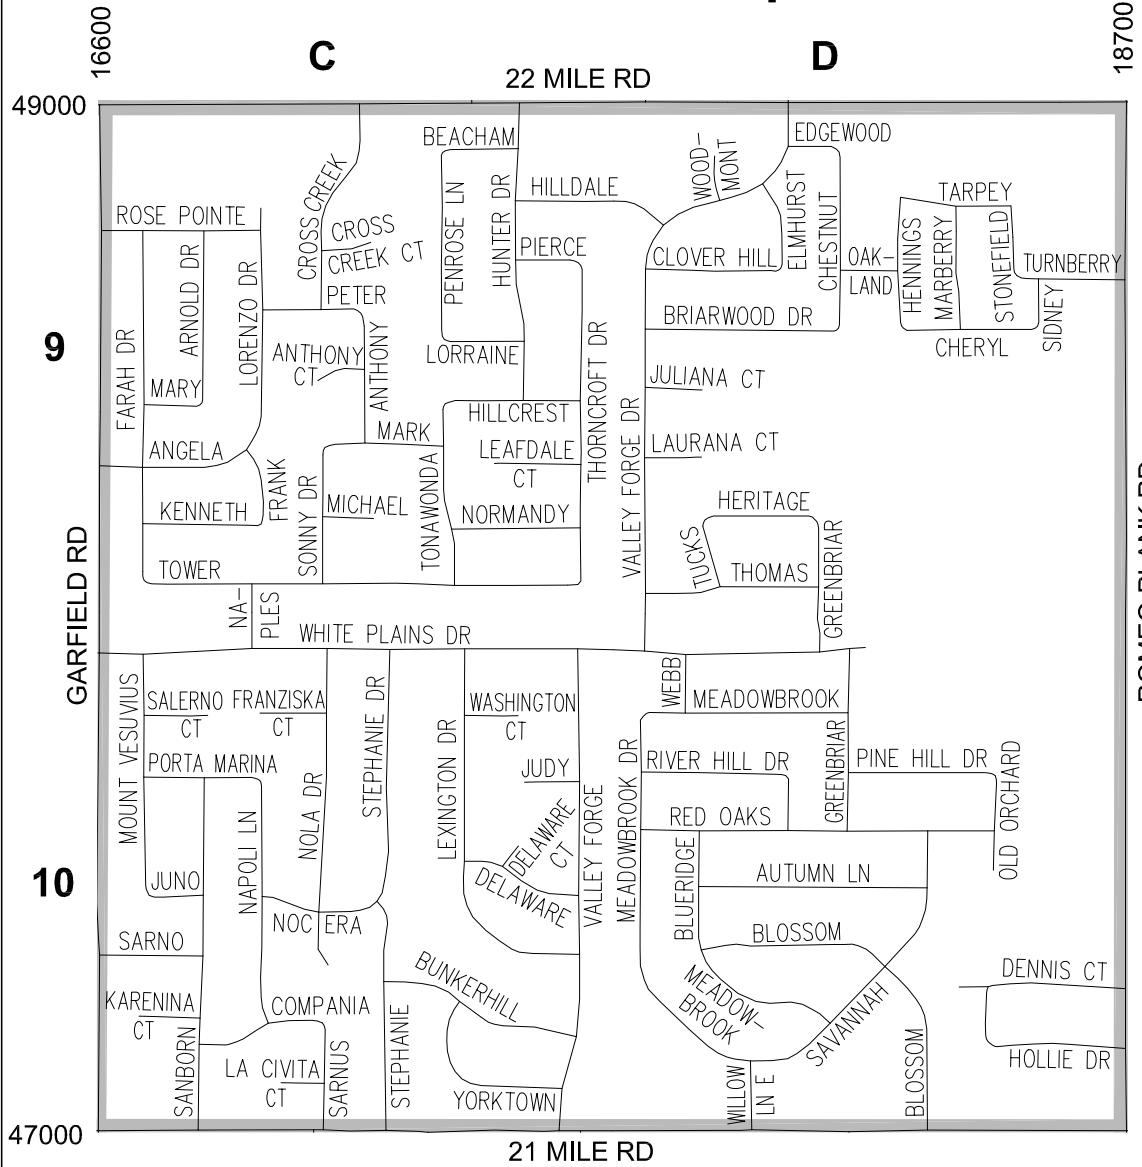 16600
C
D
18700
22 MILE RD
49000
BEACHAM
EDGEWOOD
WOOD-
MONT
CROSS CREEK
PENROSE LN
HUNTER DR
HILLDALE
ELMHURST
CHESTNUT
TARPEY
ROSE POINTE
CROSS
CREEK CT
PIERCE
CLOVER HILL
OAK-
LAND
HENNINGS
MARBERRY
STONEFIELD
TURNBERRY
ARNOLD DR
LORENZO DR
PETER
BRIARWOOD DR
SIDNEY
9
FARAH DR
ANTHONY
CT
ANTHONY
LORRAINE
THORNCROFT DR
CHERYL
MARY
JULIANA CT
HILLCREST
VALLEY FORGE DR
MARK
ANGELA
LEAFDALE
CT
LAURANA CT
FRANK
SONNY DR
TONAWONDA
KENNETH
MICHAEL
NORMANDY
HERITAGE
TUCKS
THOMAS
GREENBRIAR
TOWER
GARFIELD RD
NA-
PLES
WHITE PLAINS DR
MOUNT VESUVIUS
SALERNO
CT
FRANZISKA
CT
STEPHANIE DR
WASHINGTON
CT
WEBB
MEADOWBROOK
LEXINGTON DR
PORTA MARINA
JUDY
RIVER HILL DR
GREENBRIAR
PINE HILL DR
OLD ORCHARD
NOLA DR
NAPOLI LN
DELAWARE
CT
VALLEY FORGE
MEADOWBROOK DR
RED OAKS
10
JUNO
DELAWARE
BLUERIDGE
AUTUMN LN
NOCERA
SARNO
BLOSSOM
BUNKERHILL
DENNIS CT
KARENINA
CT
COMPANIA
MEADOW-
BROOK
SAVANNAH
SANBORN
LA CIVITA
CT
SARNUS
STEPHANIE
YORKTOWN
WILLOW
LN E
BLOSSOM
HOLLIE DR
47000
21 MILE RD